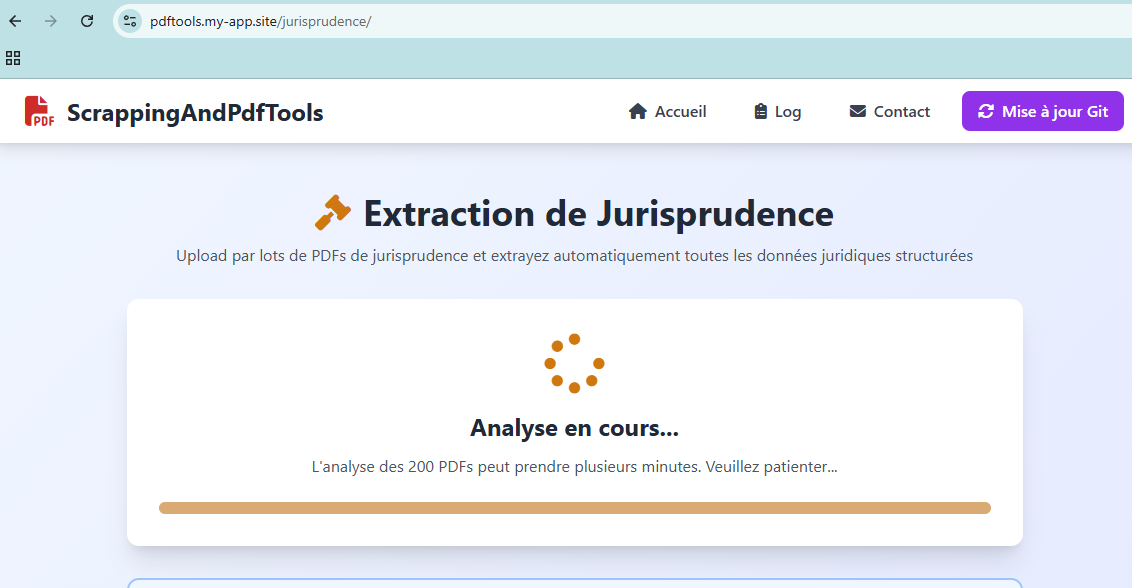 pdftools.my-app.site/jurisprudence/
PDF ScrappingAndPdfTools Accueil Log Contact Mise à jour Git
Extraction de Jurisprudence
Upload par lots de PDFs de jurisprudence et extrayez automatiquement toutes les données juridiques structurées
Analyse en cours...
L'analyse des 200 PDFs peut prendre plusieurs minutes. Veuillez patienter...